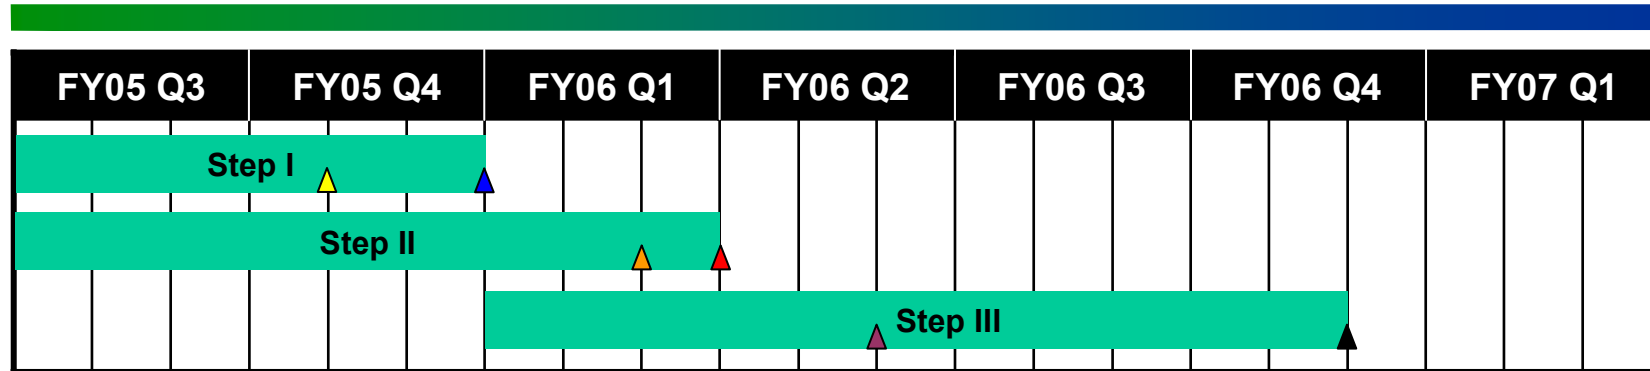 FY05 Q3 FY05 Q4 FY06 Q1 FY06 Q2 FY06 Q3 FY06 Q4 FY07 Q1
Step I
Step II
Step III